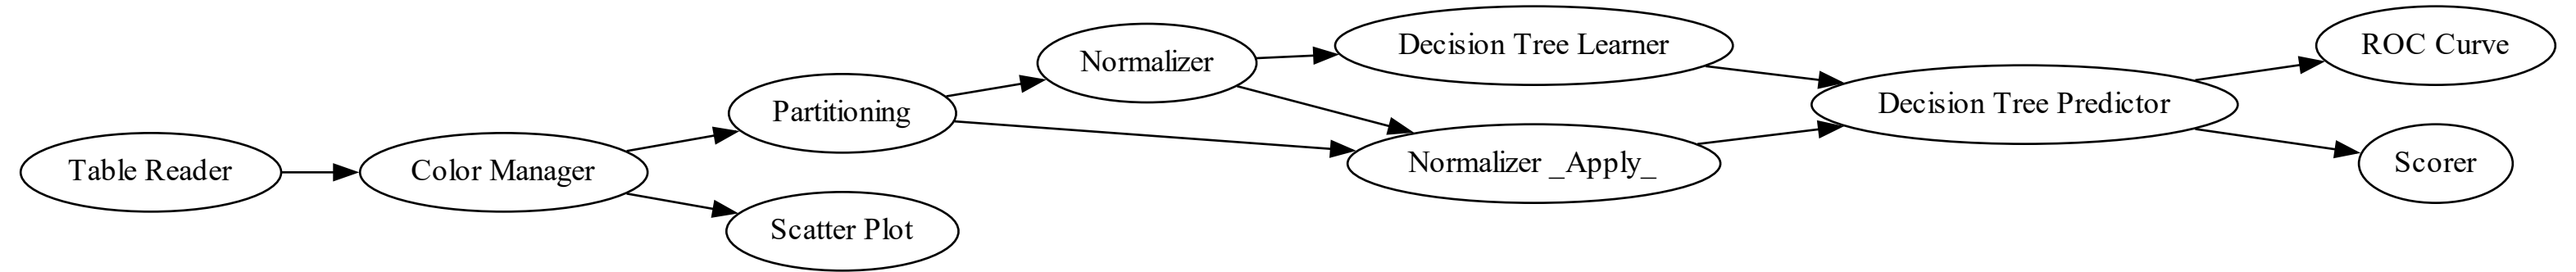 Table Reader
Color Manager
Partitioning
Scatter Plot
Normalizer
Decision Tree Learner
Normalizer _Apply_
Decision Tree Predictor
ROC Curve
Scorer